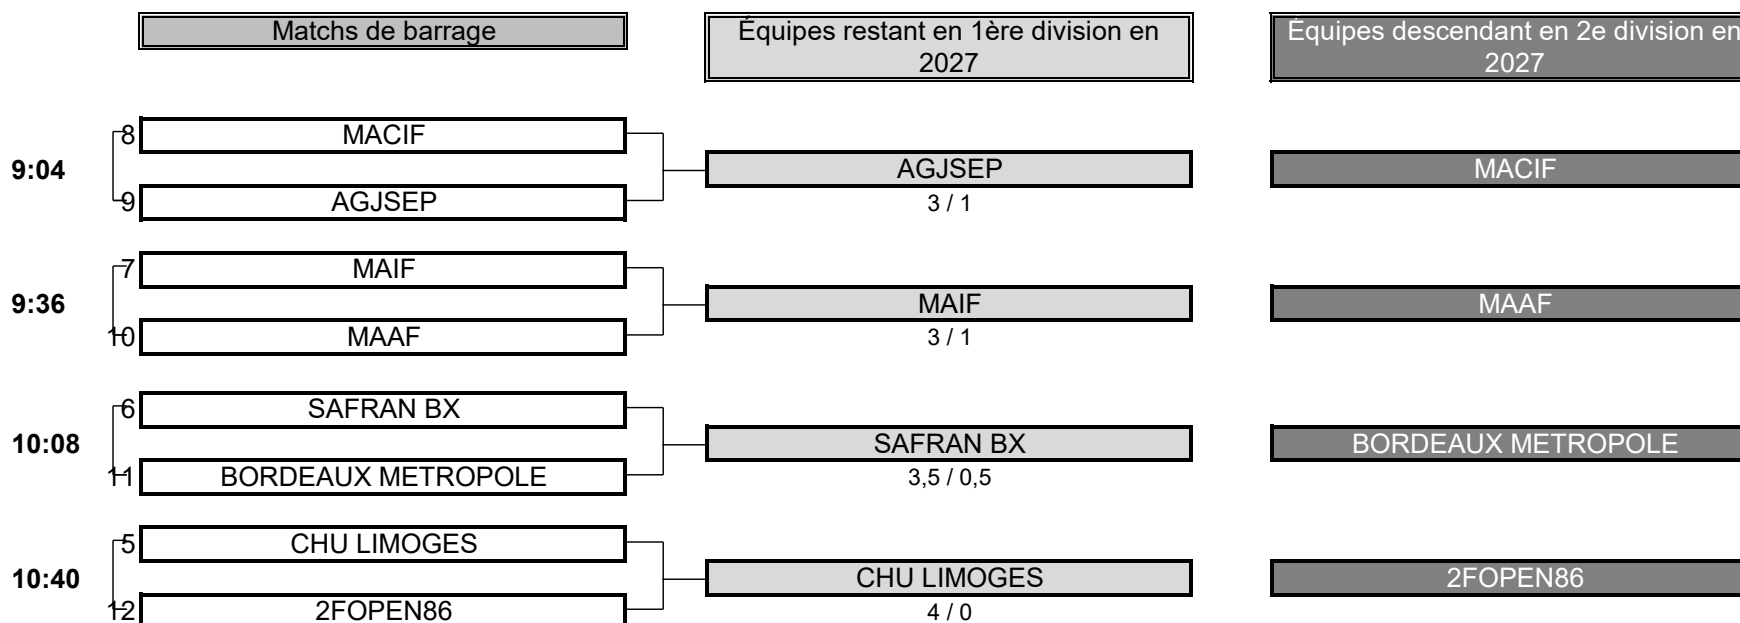 Matchs de barrage
Équipes restant en 1ère division en
2027
Équipes descendant en 2e division en
2027
8 MACIF
9:04 AGJSEP MACIF
9 AGJSEP 3 / 1
7 MAIF
9:36 MAIF MAAF
10 MAAF 3 / 1
6 SAFRAN BX
10:08 SAFRAN BX BORDEAUX METROPOLE
11 BORDEAUX METROPOLE 3,5 / 0,5
5 CHU LIMOGES
10:40 CHU LIMOGES 2FOPEN86
12 2FOPEN86 4 / 0